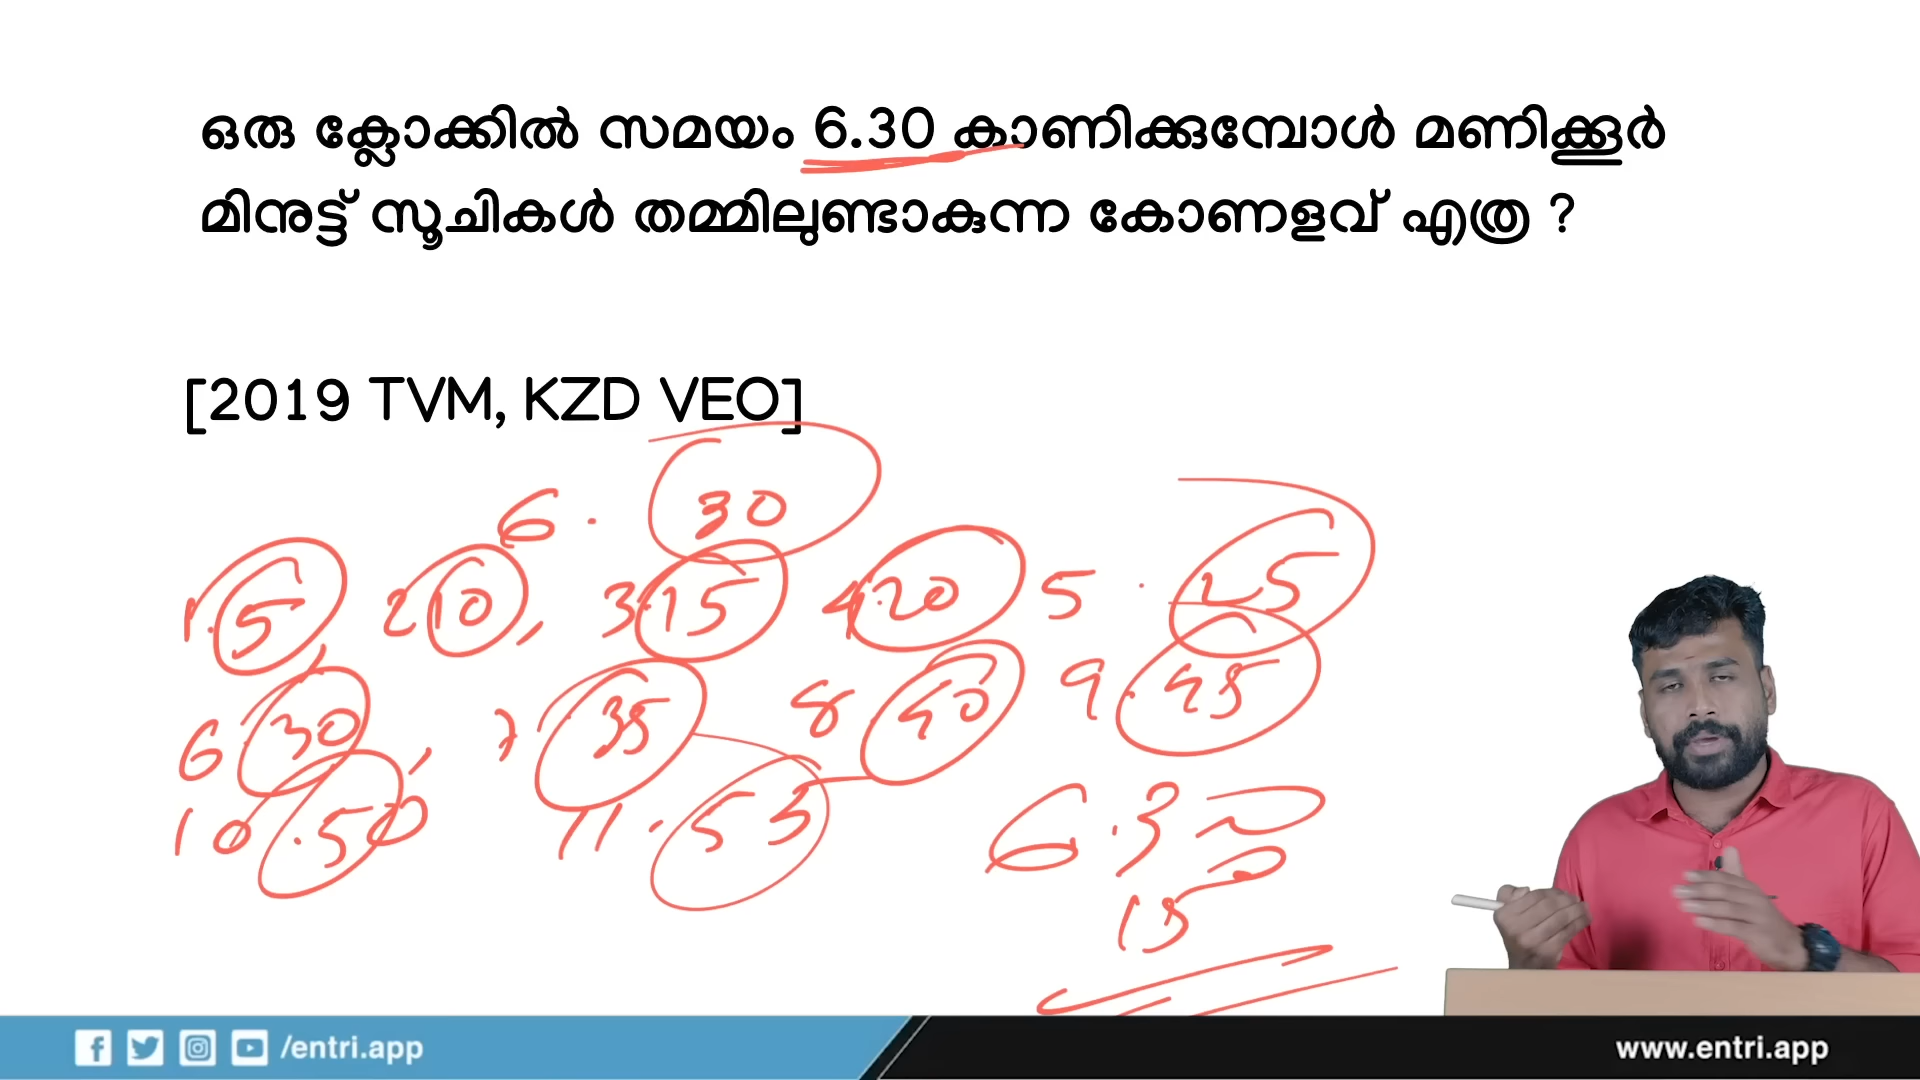 ഒരു ക്ലോക്കിൽ സമയം 6.30 കാണിക്കുമ്പോൾ മണിക്കൂർ
മിനുട്ട് സൂചികൾ തമ്മിലുണ്ടാകുന്ന കോണളവ് എത്ര ?
[2019 TVM, KZD VEO]
6. 30
1.5 2.10, 3.15 4.20 5.25
6.30, 7.35 8.40 9.45
10.50 11.55 6.30
15
/entri.app
www.entri.app